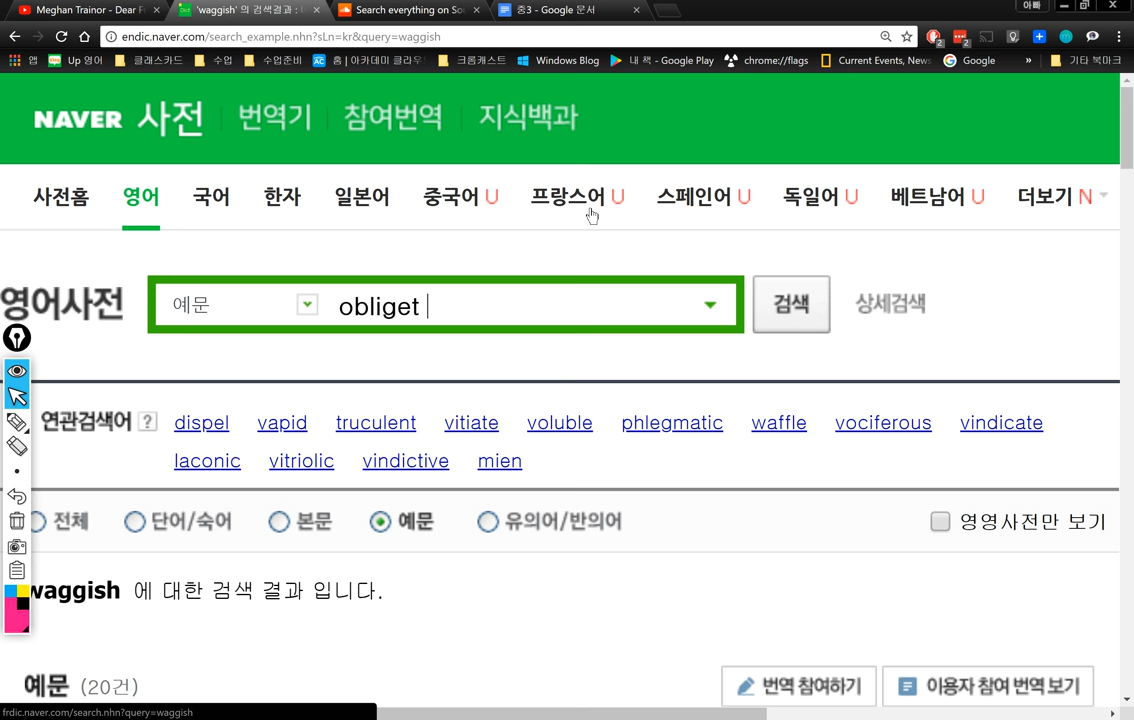 Meghan Trainor - Dear F
'waggish' 의 검색결과 :
Search everything on Sou
중3 - Google 문서
아빠
endic.naver.com/search_example.nhn?sLn=kr&query=waggish
앱 Up 영어 클래스카드 수업 수업준비 홈 | 아카데미 클라우 크롬캐스트 Windows Blog 내 책 - Google Play chrome://flags Current Events, News Google » 기타 북마크
NAVER 사전 번역기 참여번역 지식백과
사전홈 영어 국어 한자 일본어 중국어 U 프랑스어 U 스페인어 U 독일어 U 베트남어 U 더보기 N
영어사전 예문 obliget 검색 상세검색
연관검색어 ? dispel vapid truculent vitiate voluble phlegmatic waffle vociferous vindicate
laconic vitriolic vindictive mien
전체 단어/숙어 본문 예문 유의어/반의어 영영사전만 보기
waggish 에 대한 검색 결과 입니다.
예문 (20건) 번역 참여하기 이용자 참여 번역 보기
frdic.naver.com/search.nhn?query=waggish